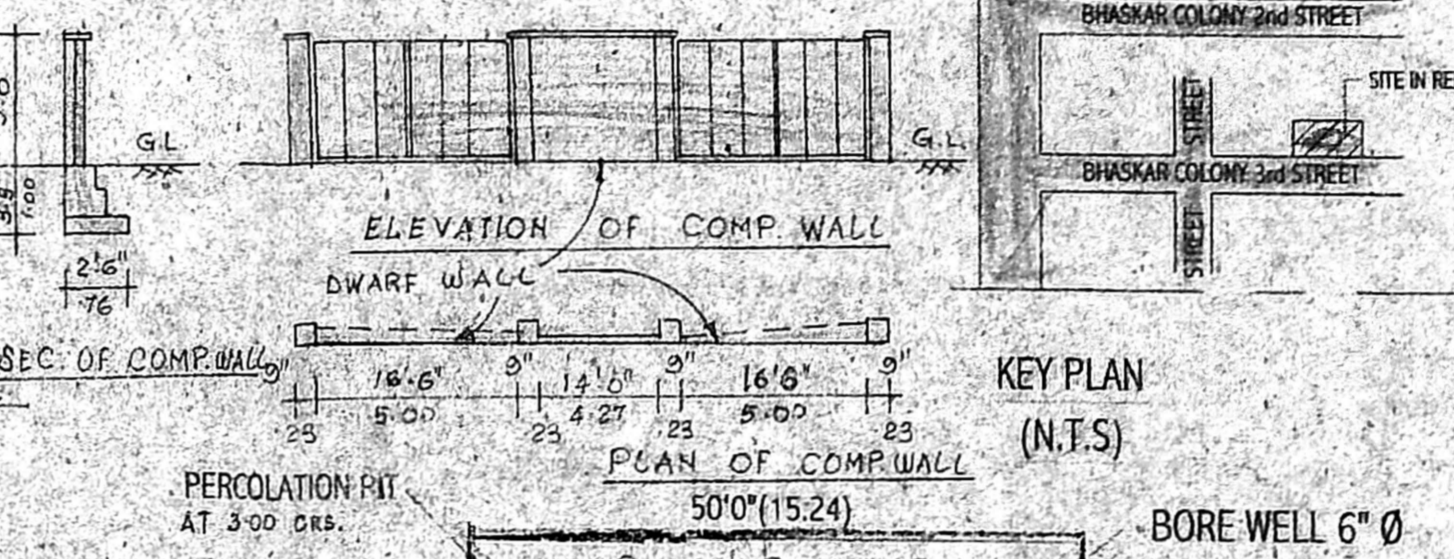 BHASKAR COLONY 2nd STREET
STREET
SITE IN RE
BHASKAR COLONY 3rd STREET
STREET
KEY PLAN
(N.T.S)
G.L.
G.L.
1.00
2'6"
.76
SEC. OF COMP. WALL
ELEVATION OF COMP. WALL
DWARF WALL
9" 16'-6" 9" 14'0" 9" 16'6" 9"
.23 5.00 .23 4.27 .23 5.00 .23
PLAN OF COMP. WALL
PERCOLATION PIT
AT 3.00 CRS.
50'0"(15.24)
BORE WELL 6" Ø